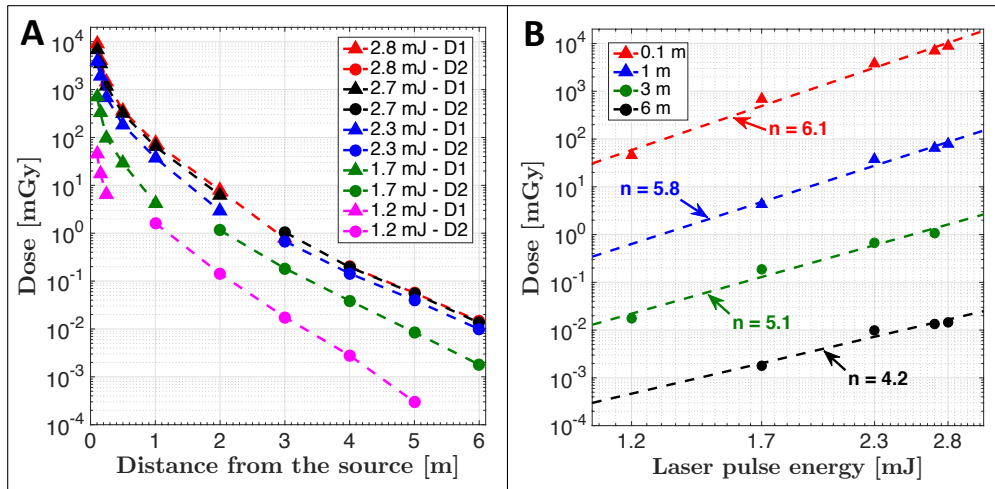 A
Dose [mGy]
10^4
10^3
10^2
10^1
10^0
10^-1
10^-2
10^-3
10^-4
0
1
2
3
4
5
6
Distance from the source [m]
2.8 mJ - D1
2.8 mJ - D2
2.7 mJ - D1
2.7 mJ - D2
2.3 mJ - D1
2.3 mJ - D2
1.7 mJ - D1
1.7 mJ - D2
1.2 mJ - D1
1.2 mJ - D2
B
Dose [mGy]
10^4
10^3
10^2
10^1
10^0
10^-1
10^-2
10^-3
10^-4
0.1 m
1 m
3 m
6 m
n = 6.1
n = 5.8
n = 5.1
n = 4.2
1.2
1.7
2.3
2.8
Laser pulse energy [mJ]